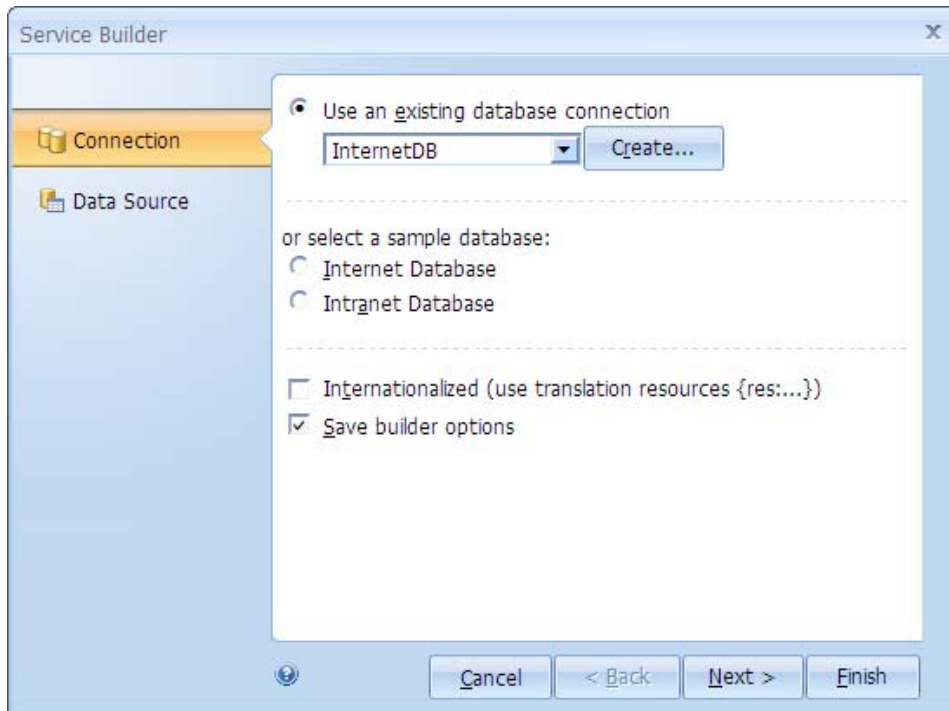 Service Builder
Connection
Data Source
Use an existing database connection
InternetDB
Create...
or select a sample database:
Internet Database
Intranet Database
Internationalized (use translation resources {res:...})
Save builder options
Cancel
< Back
Next >
Finish